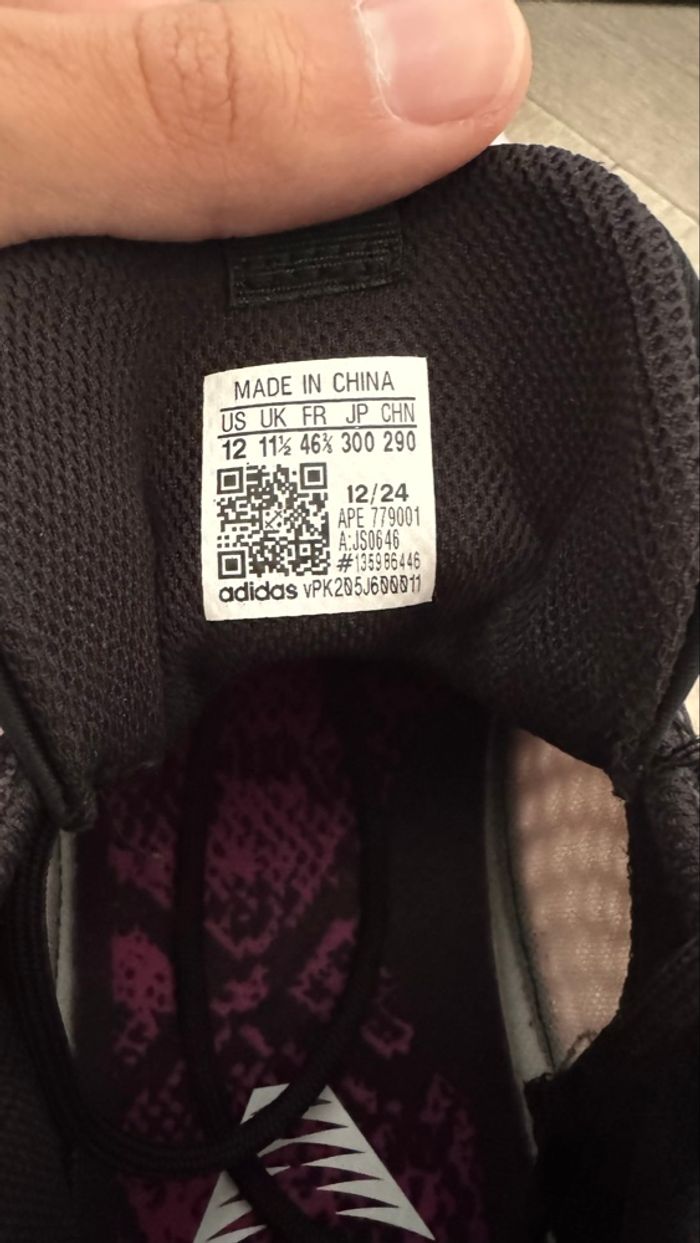 MADE IN CHINA
US UK FR JP CHN
12 11½ 46⅔ 300 290
12/24
APE 779001
A:JS0646
#135986446
adidas vPK205J600011